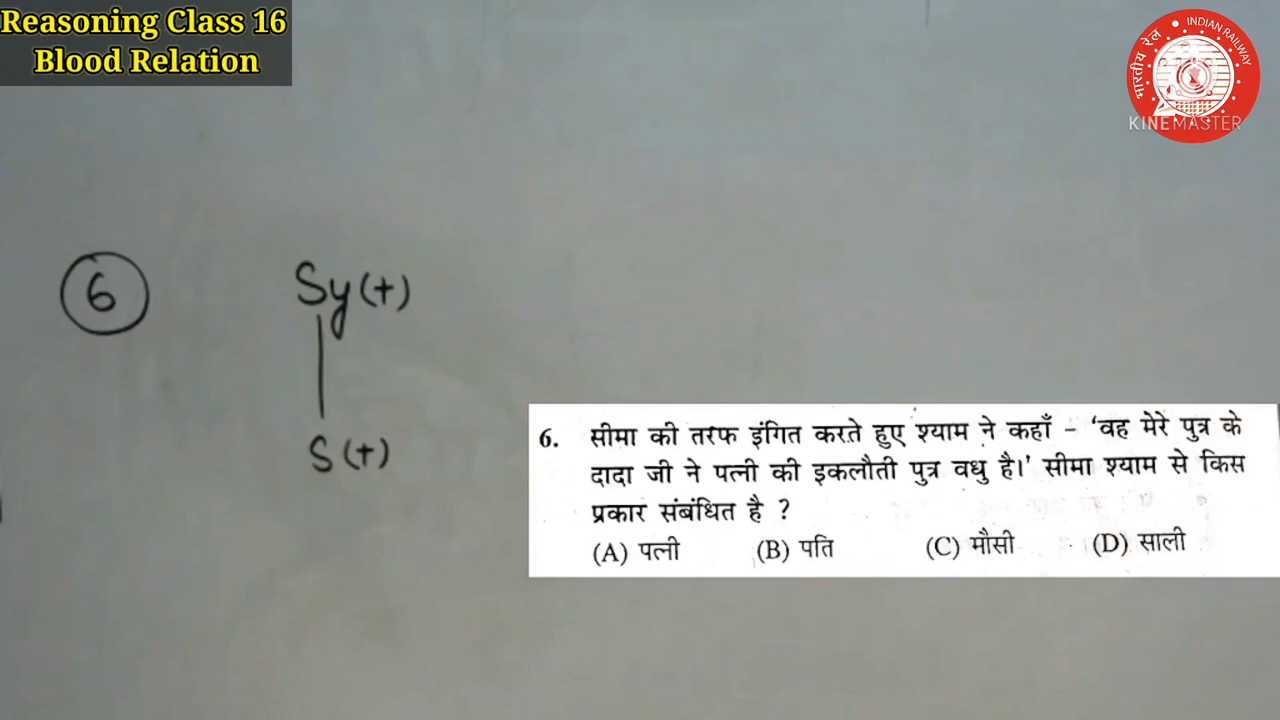 Reasoning Class 16
Blood Relation
भारतीय रेल
INDIAN RAILWAY
KINEMASTER
6
Sy (+)
S (+)
6. सीमा की तरफ इंगित करते हुए श्याम ने कहाँ – 'वह मेरे पुत्र के
दादा जी ने पत्नी की इकलौती पुत्र वधु है।' सीमा श्याम से किस
प्रकार संबंधित है ?
(A) पत्नी (B) पति (C) मौसी (D) साली